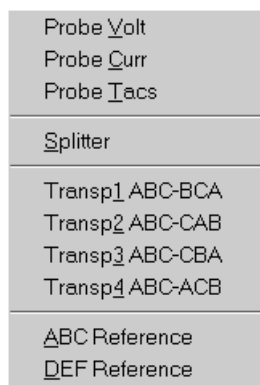 Probe Volt
Probe Curr
Probe Tacs
Splitter
Transp1 ABC-BCA
Transp2 ABC-CAB
Transp3 ABC-CBA
Transp4 ABC-ACB
ABC Reference
DEF Reference